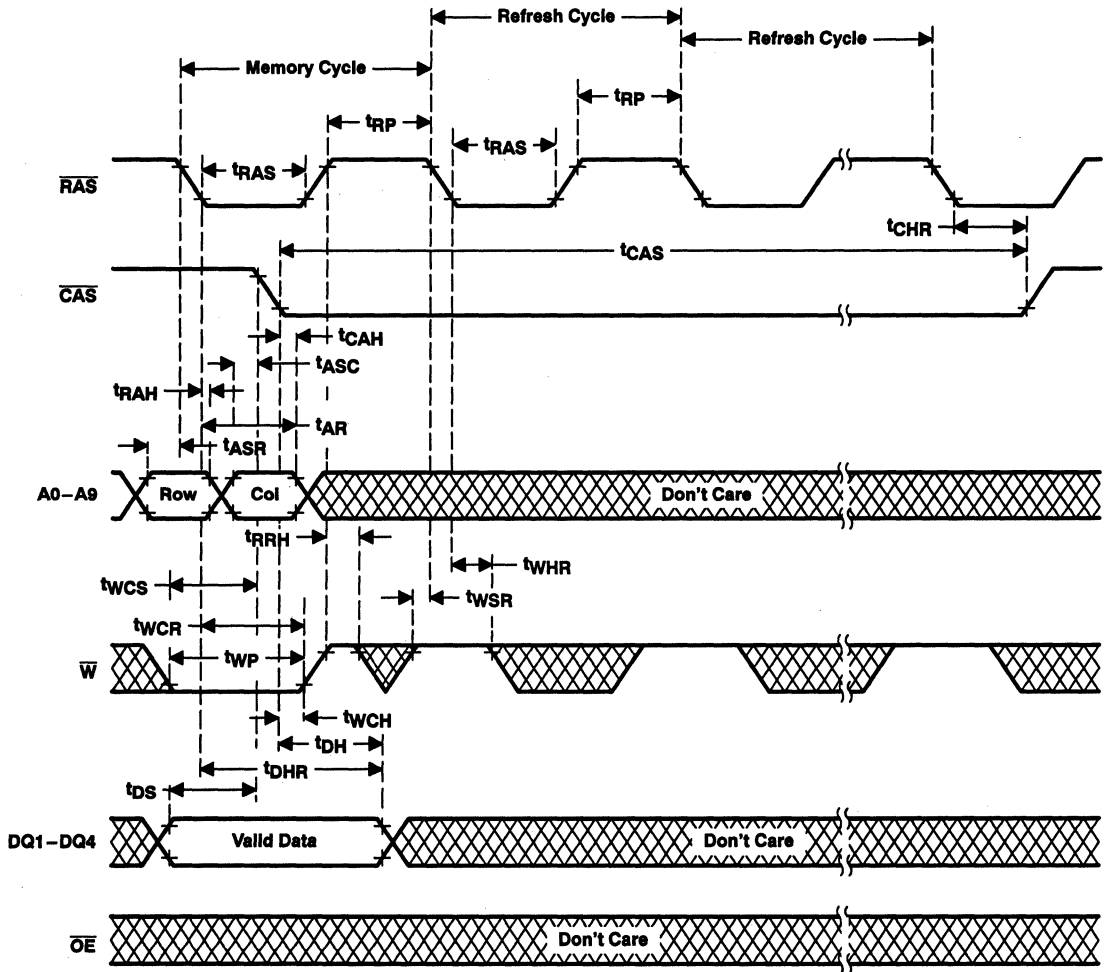 Refresh Cycle
Refresh Cycle
Memory Cycle
tRP
tRP
tRAS
tRAS
RAS
tCHR
tCAS
CAS
tCAH
tASC
tRAH
tAR
tASR
A0–A9
Row
Col
Don't Care
tRRH
tWHR
tWCS
tWSR
tWCR
tWP
W
tWCH
tDH
tDHR
tDS
DQ1–DQ4
Valid Data
Don't Care
OE
Don't Care